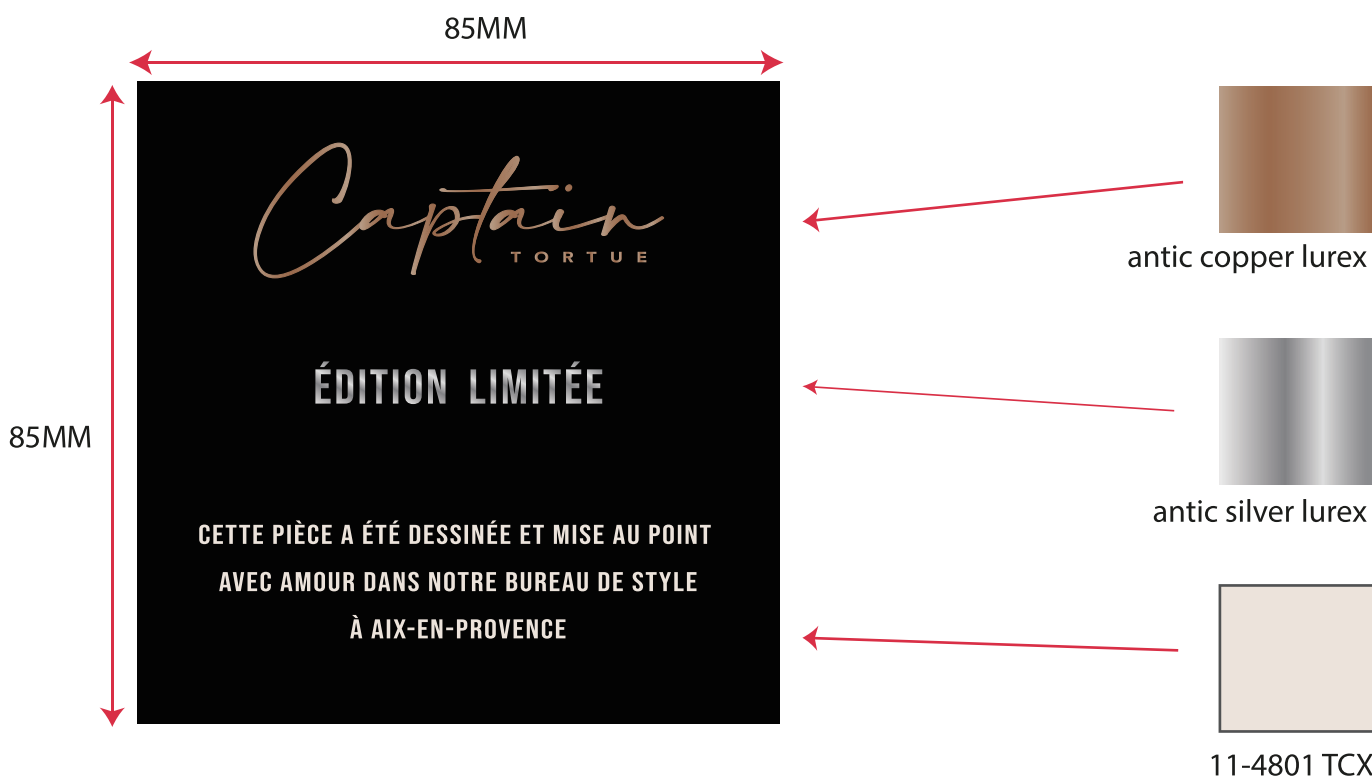 85MM
85MM
Captain
TORTUE
ÉDITION LIMITÉE
CETTE PIÈCE A ÉTÉ DESSINÉE ET MISE AU POINT
AVEC AMOUR DANS NOTRE BUREAU DE STYLE
À AIX-EN-PROVENCE
antic copper lurex
antic silver lurex
11-4801 TCX